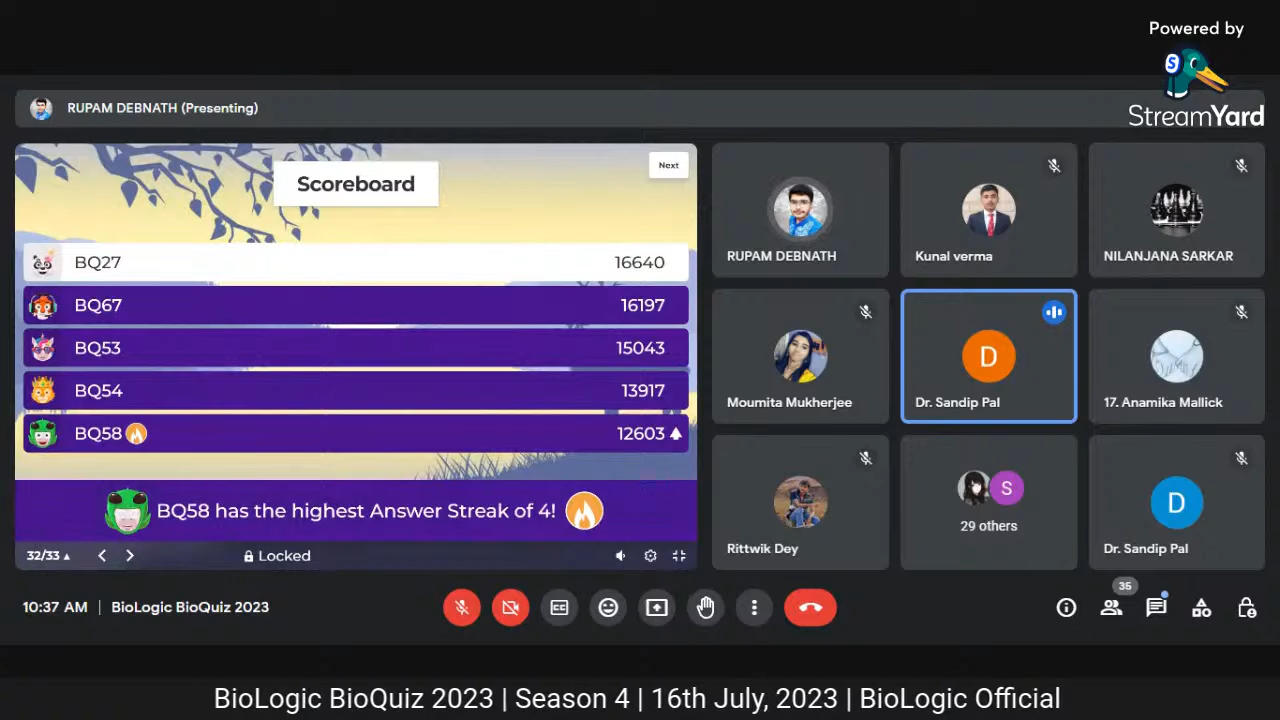 Powered by
S
StreamYard
RUPAM DEBNATH (Presenting)
Scoreboard
Next
BQ27 16640
BQ67 16197
BQ53 15043
BQ54 13917
BQ58 12603
BQ58 has the highest Answer Streak of 4!
32/33
Locked
RUPAM DEBNATH
Kunal verma
NILANJANA SARKAR
Moumita Mukherjee
D
Dr. Sandip Pal
17. Anamika Mallick
Rittwik Dey
S
29 others
D
Dr. Sandip Pal
10:37 AM | BioLogic BioQuiz 2023
CC
35
BioLogic BioQuiz 2023 | Season 4 | 16th July, 2023 | BioLogic Official